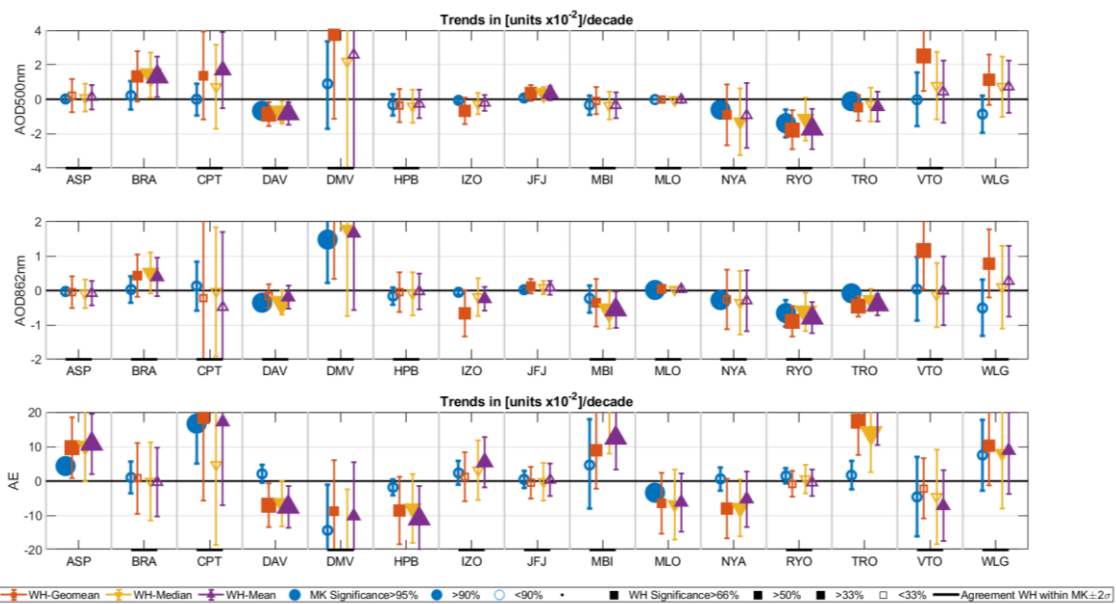 Trends in [units x10-2]/decade
AOD500nm
4
2
0
-2
-4
ASP BRA CPT DAV DMV HPB IZO JFJ MBI MLO NYA RYO TRO VTO WLG
AOD862nm
2
1
0
-1
-2
ASP BRA CPT DAV DMV HPB IZO JFJ MBI MLO NYA RYO TRO VTO WLG
Trends in [units x10-2]/decade
AE
20
10
0
-10
-20
ASP BRA CPT DAV DMV HPB IZO JFJ MBI MLO NYA RYO TRO VTO WLG
WH-Geomean WH-Median WH-Mean MK Significance>95% >90% <90% WH Significance>66% >50% >33% <33% Agreement WH within MK±2σ